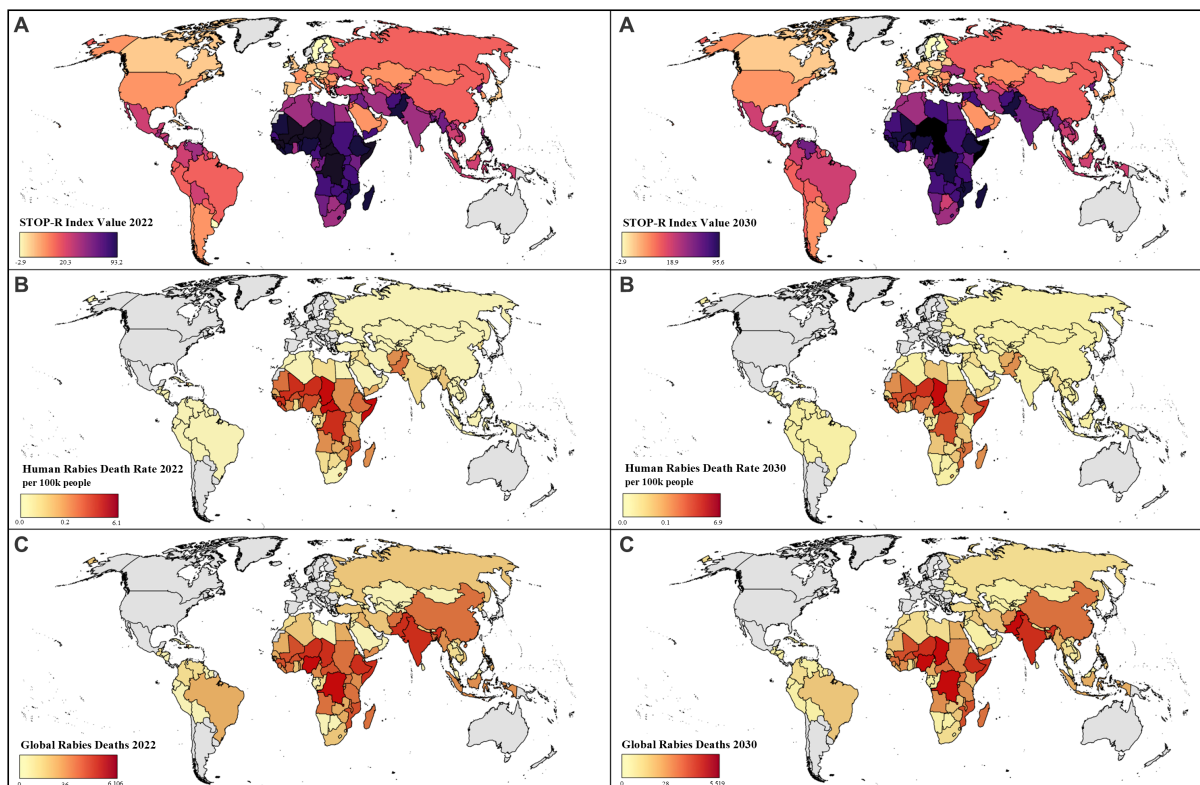 A
STOP-R Index Value 2022
-2.9 20.3 93.2
A
STOP-R Index Value 2030
-2.9 18.9 95.6
B
Human Rabies Death Rate 2022
per 100k people
0.0 0.2 6.1
B
Human Rabies Death Rate 2030
per 100k people
0.0 0.1 6.9
C
Global Rabies Deaths 2022
0 36 6,106
C
Global Rabies Deaths 2030
0 28 5,519